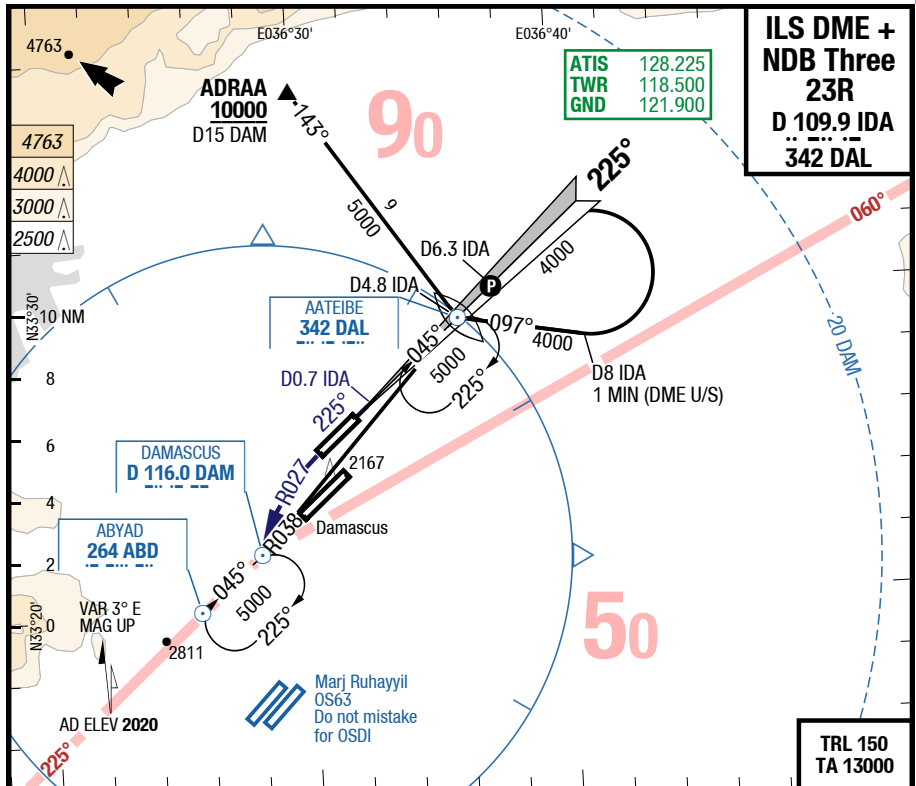 E036°30'
E036°40'
4763
ADRAA
10000
D15 DAM
ATIS 128.225
TWR 118.500
GND 121.900
ILS DME +
NDB Three
23R
D 109.9 IDA
342 DAL
4763
4000
3000
2500
143°
9
5000
90
225°
060°
D6.3 IDA
P
4000
D4.8 IDA
N33°30'
10 NM
AATEIBE
342 DAL
097°
4000
20 DAM
045°
5000
225°
D8 IDA
1 MIN (DME U/S)
8
D0.7 IDA
225°
6
DAMASCUS
D 116.0 DAM
R027
2167
4
R038
Damascus
ABYAD
264 ABD
2
045°
5000
225°
50
VAR 3° E
MAG UP
N33°20'
0
2811
Marj Ruhayyil
OS63
Do not mistake
for OSDI
AD ELEV 2020
225°
TRL 150
TA 13000